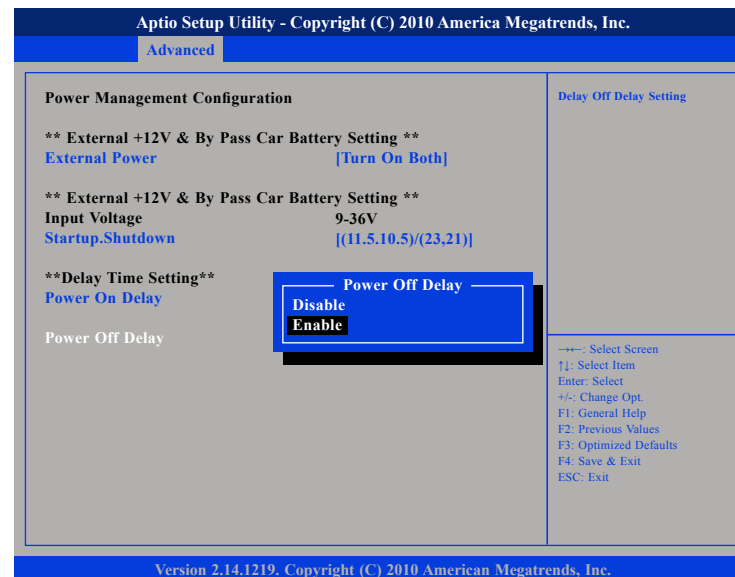 Aptio Setup Utility - Copyright (C) 2010 America Megatrends, Inc.
Advanced
Power Management Configuration
** External +12V & By Pass Car Battery Setting **
External Power [Turn On Both]
** External +12V & By Pass Car Battery Setting **
Input Voltage 9-36V
Startup.Shutdown [(11.5.10.5)/(23,21)]
**Delay Time Setting**
Power On Delay
Power Off Delay
Power Off Delay
Disable
Enable
Delay Off Delay Setting
→←: Select Screen
↑↓: Select Item
Enter: Select
+/-: Change Opt.
F1: General Help
F2: Previous Values
F3: Optimized Defaults
F4: Save & Exit
ESC: Exit
Version 2.14.1219. Copyright (C) 2010 American Megatrends, Inc.